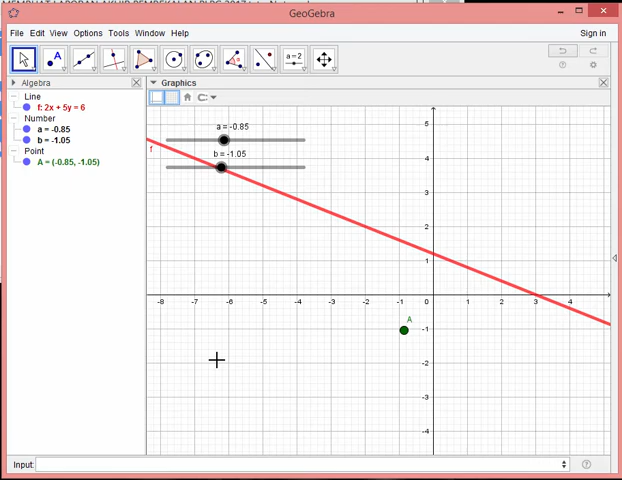 GeoGebra
File Edit View Options Tools Window Help
Sign in
A
a = 2
Algebra
Graphics
Line
f: 2x + 5y = 6
Number
a = -0.85
b = -1.05
Point
A = (-0.85, -1.05)
a = -0.85
b = -1.05
f
5
4
3
2
1
-8 -7 -6 -5 -4 -3 -2 -1 0 1 2 3 4
A
-1
-2
-3
-4
Input: